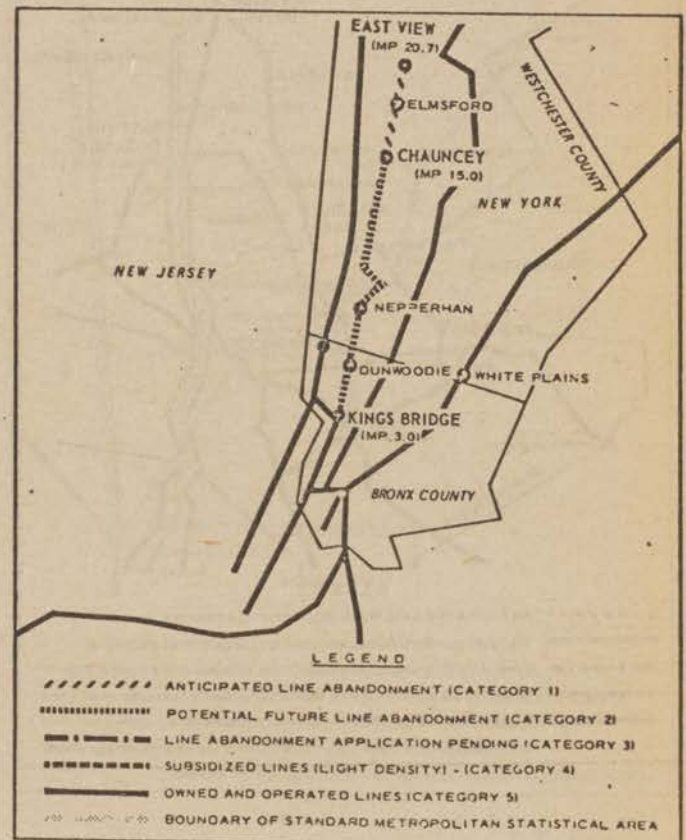 EAST VIEW
(MP 20.7)
ELMSFORD
CHAUNCEY
(MP 15.0)
WESTCHESTER COUNTY
NEW YORK
NEW JERSEY
NEPPERHAN
DUNWOODIE
WHITE PLAINS
KINGS BRIDGE
(MP. 3.0)
BRONX COUNTY
LEGEND
ANTICIPATED LINE ABANDONMENT (CATEGORY 1)
POTENTIAL FUTURE LINE ABANDONMENT (CATEGORY 2)
LINE ABANDONMENT APPLICATION PENDING (CATEGORY 3)
SUBSIDIZED LINES (LIGHT DENSITY) - (CATEGORY 4)
OWNED AND OPERATED LINES (CATEGORY 5)
BOUNDARY OF STANDARD METROPOLITAN STATISTICAL AREA